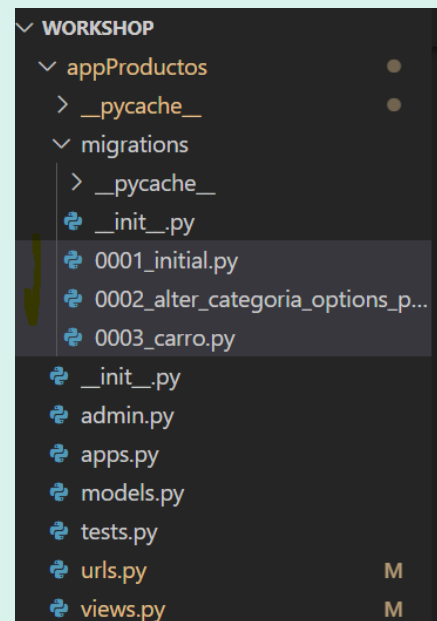 WORKSHOP
appProductos
__pycache__
migrations
__pycache__
__init__.py
0001_initial.py
0002_alter_categoria_options_p...
0003_carro.py
__init__.py
admin.py
apps.py
models.py
tests.py
urls.py M
views.py M